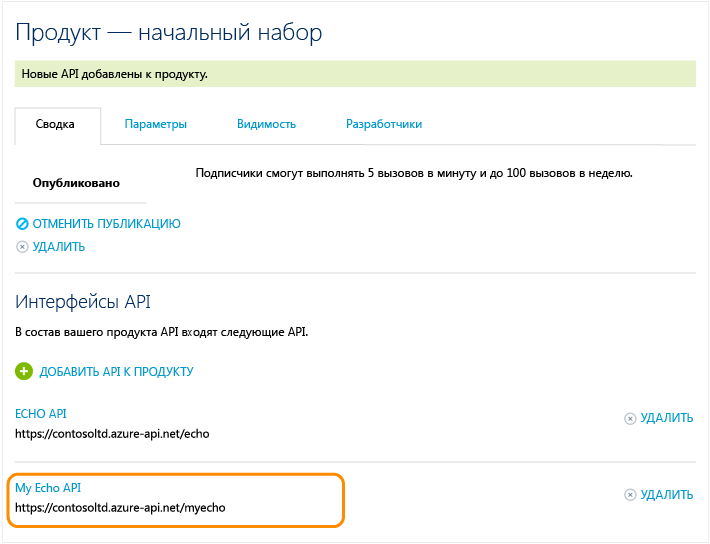 Продукт — начальный набор
Новые API добавлены к продукту.
Сводка Параметры Видимость Разработчики
Опубликовано Подписчики смогут выполнять 5 вызовов в минуту и до 100 вызовов в неделю.
ОТМЕНИТЬ ПУБЛИКАЦИЮ
УДАЛИТЬ
Интерфейсы API
В состав вашего продукта API входят следующие API.
ДОБАВИТЬ API К ПРОДУКТУ
ECHO API УДАЛИТЬ
https://contosoltd.azure-api.net/echo
My Echo API УДАЛИТЬ
https://contosoltd.azure-api.net/myecho